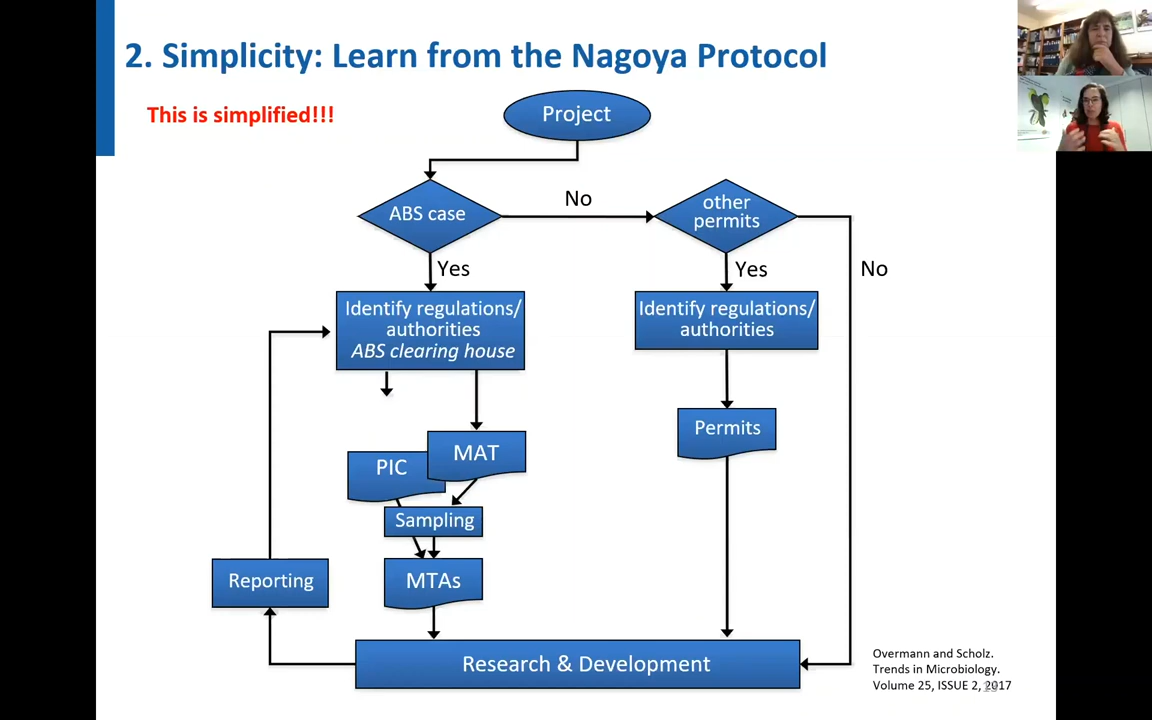 2. Simplicity: Learn from the Nagoya Protocol
This is simplified!!!
Project
ABS case
No
other
permits
Yes
Yes
No
Identify regulations/
authorities
ABS clearing house
Identify regulations/
authorities
MAT
PIC
Permits
Sampling
Reporting
MTAs
Research & Development
Overmann and Scholz.
Trends in Microbiology.
Volume 25, ISSUE 2, 2017